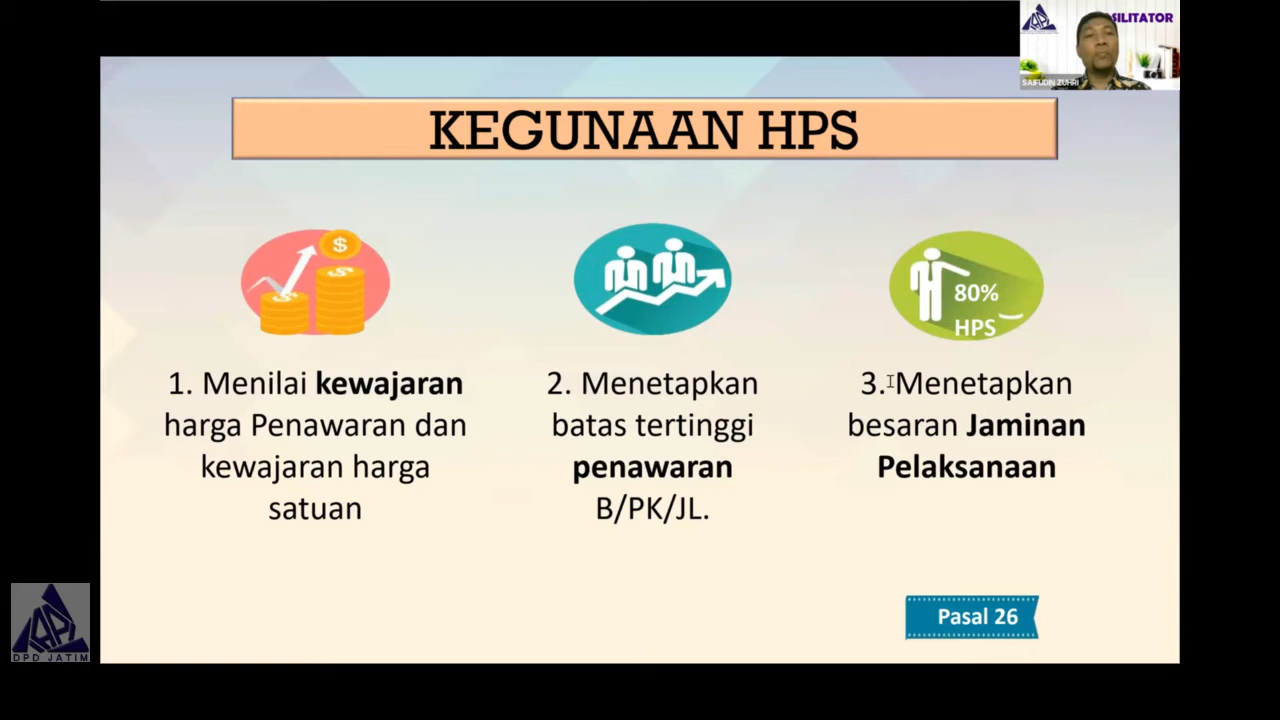 SILITATOR
SAIFUDIN ZUHRI
KEGUNAAN HPS
80%
HPS
1. Menilai kewajaran
harga Penawaran dan
kewajaran harga
satuan
2. Menetapkan
batas tertinggi
penawaran
B/PK/JL.
3. Menetapkan
besaran Jaminan
Pelaksanaan
Pasal 26
DPD JATIM